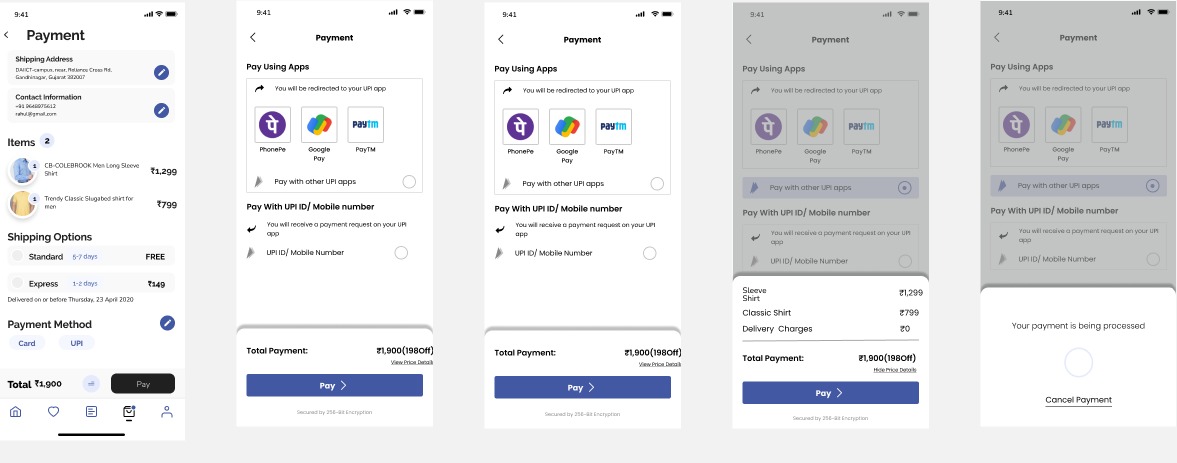 9:41
Payment
Shipping Address
DAIICT-campus, near, Reliance Cross Rd,
Gandhinagar, Gujarat 382007
Contact Information
+91 9648975612
rahul@gmail,com
Items 2
1
CB-COLEBROOK Men Long Sleeve
Shirt
₹1,299
1
Trendy Classic Slugabed shirt for
men
₹799
Shipping Options
Standard 5-7 days FREE
Express 1-2 days ₹149
Delivered on or before Thursday, 23 April 2020
Payment Method
Card UPI
Total ₹1,900 Pay
9:41
Payment
Pay Using Apps
You will be redirected to your UPI app
पे
PayTM
PhonePe Google
Pay
PayTM
Pay with other UPI apps
Pay With UPI ID/ Mobile number
You will receive a payment request on your UPI
app
UPI ID/ Mobile Number
Total Payment: ₹1,900(198Off)
View Price Details
Pay
Secured by 256-Bit Encryption
9:41
Payment
Pay Using Apps
You will be redirected to your UPI app
पे
PayTM
PhonePe Google
Pay
PayTM
Pay with other UPI apps
Pay With UPI ID/ Mobile number
You will receive a payment request on your UPI
app
UPI ID/ Mobile Number
Total Payment: ₹1,900(198Off)
View Price Details
Pay
Secured by 256-Bit Encryption
9:41
Payment
Pay Using Apps
You will be redirected to your UPI app
पे
PayTM
PhonePe Google
Pay
PayTM
Pay with other UPI apps
Pay With UPI ID/ Mobile number
You will receive a payment request on your UPI
app
UPI ID/ Mobile Number
Sleeve
Shirt
₹1,299
Classic Shirt ₹799
Delivery Charges ₹0
Total Payment: ₹1,900(198Off)
Hide Price Details
Pay
Secured by 256-Bit Encryption
9:41
Payment
Pay Using Apps
You will be redirected to your UPI app
पे
PayTM
PhonePe Google
Pay
PayTM
Pay with other UPI apps
Pay With UPI ID/ Mobile number
You will receive a payment request on your UPI
app
UPI ID/ Mobile Number
Your payment is being processed
Cancel Payment